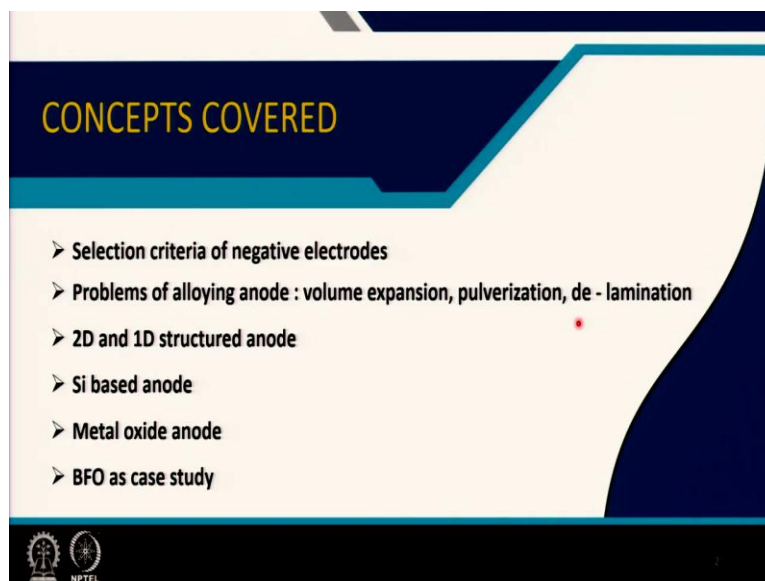 CONCEPTS COVERED
➢ Selection criteria of negative electrodes
➢ Problems of alloying anode : volume expansion, pulverization, de - lamination
➢ 2D and 1D structured anode
➢ Si based anode
➢ Metal oxide anode
➢ BFO as case study
NPTEL
2